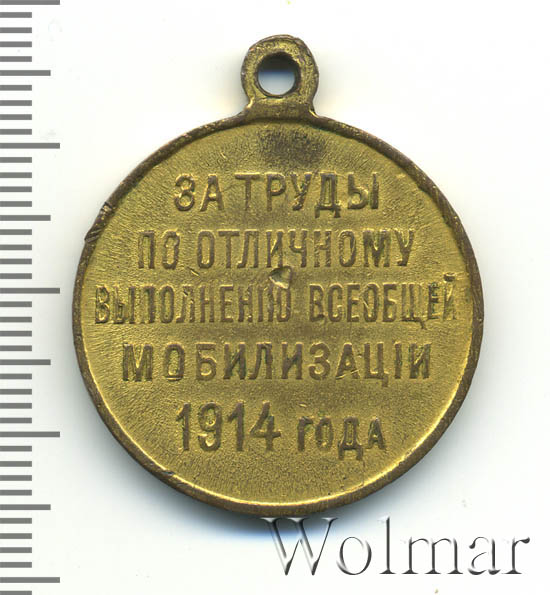 ЗА ТРУДЫ
ПО ОТЛИЧНОМУ
ВЫПОЛНЕНІЮ ВСЕОБЩЕЙ
МОБИЛИЗАЦІИ
1914 ГОДА
Wolmar